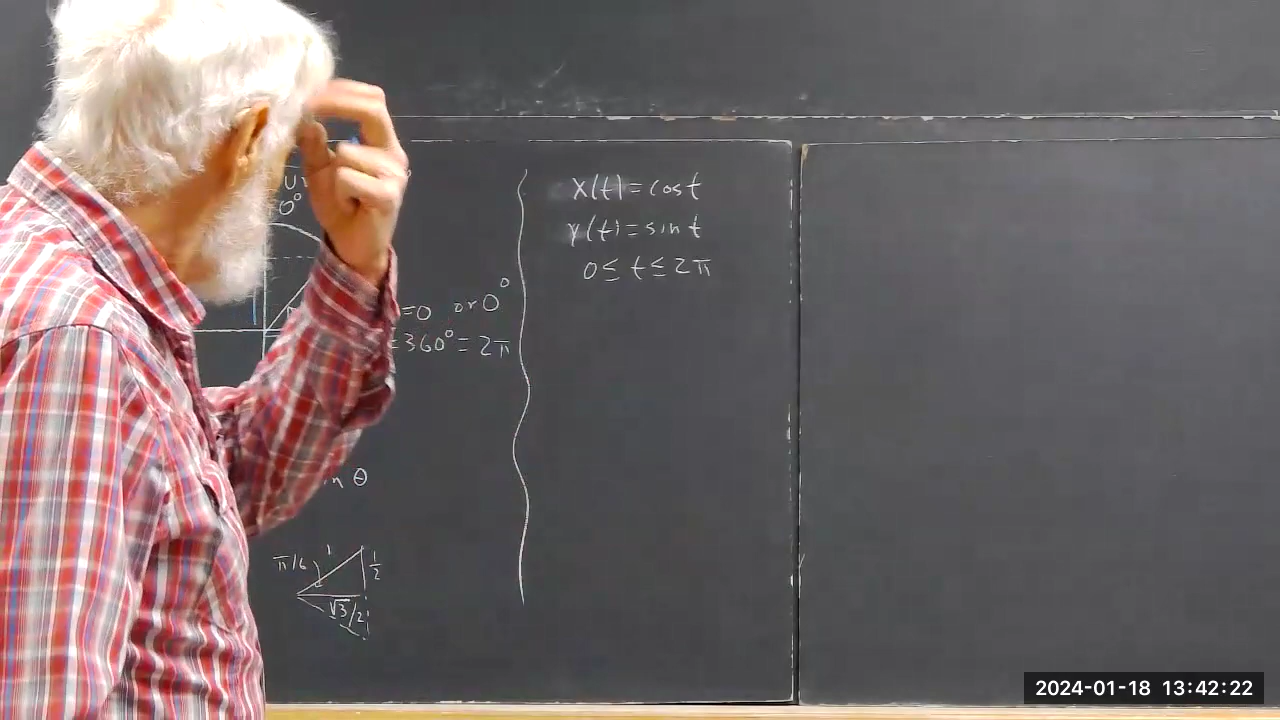 0°
=0 or 0°
=360° = 2π
n θ
π/6 1 1/2
√3/2
x(t) = cos t
y(t) = sin t
0 ≤ t ≤ 2π
2024-01-18 13:42:22